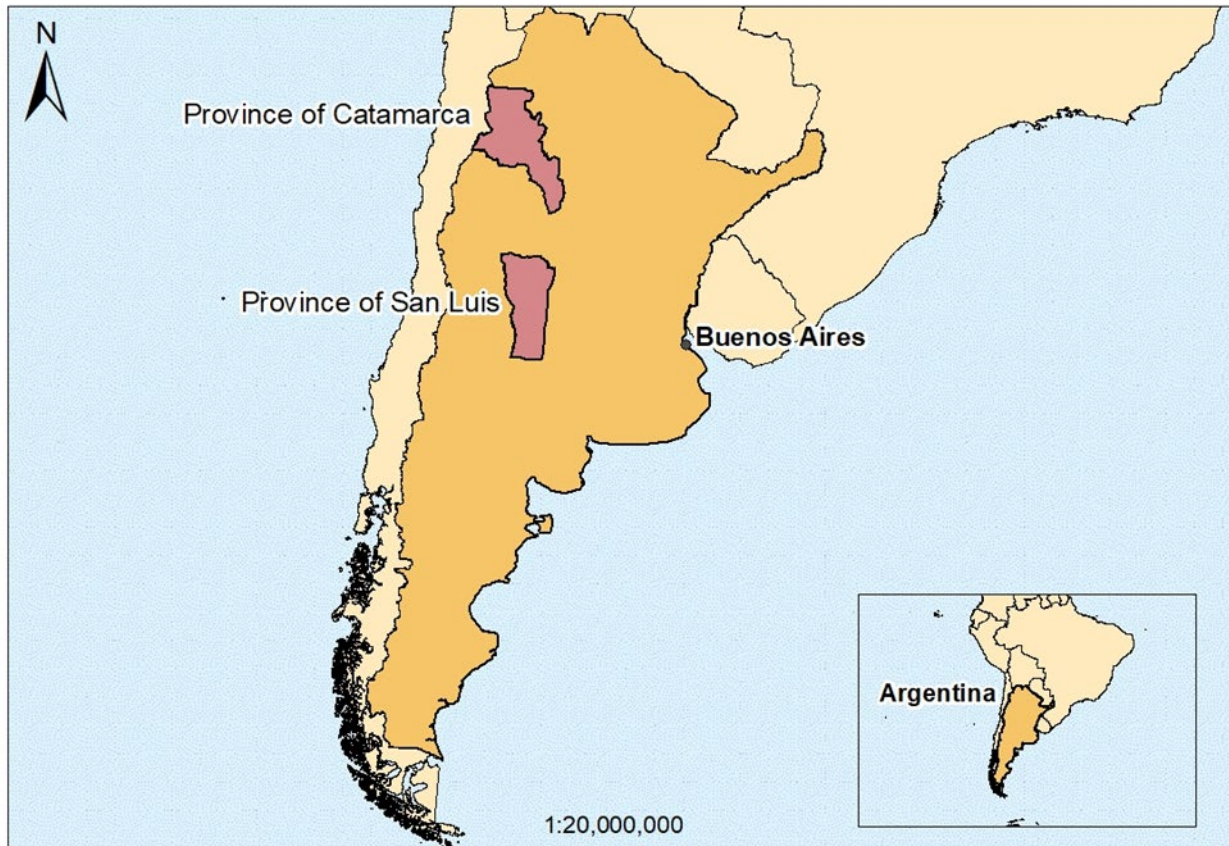 N
Province of Catamarca
Province of San Luis
Buenos Aires
Argentina
1:20,000,000